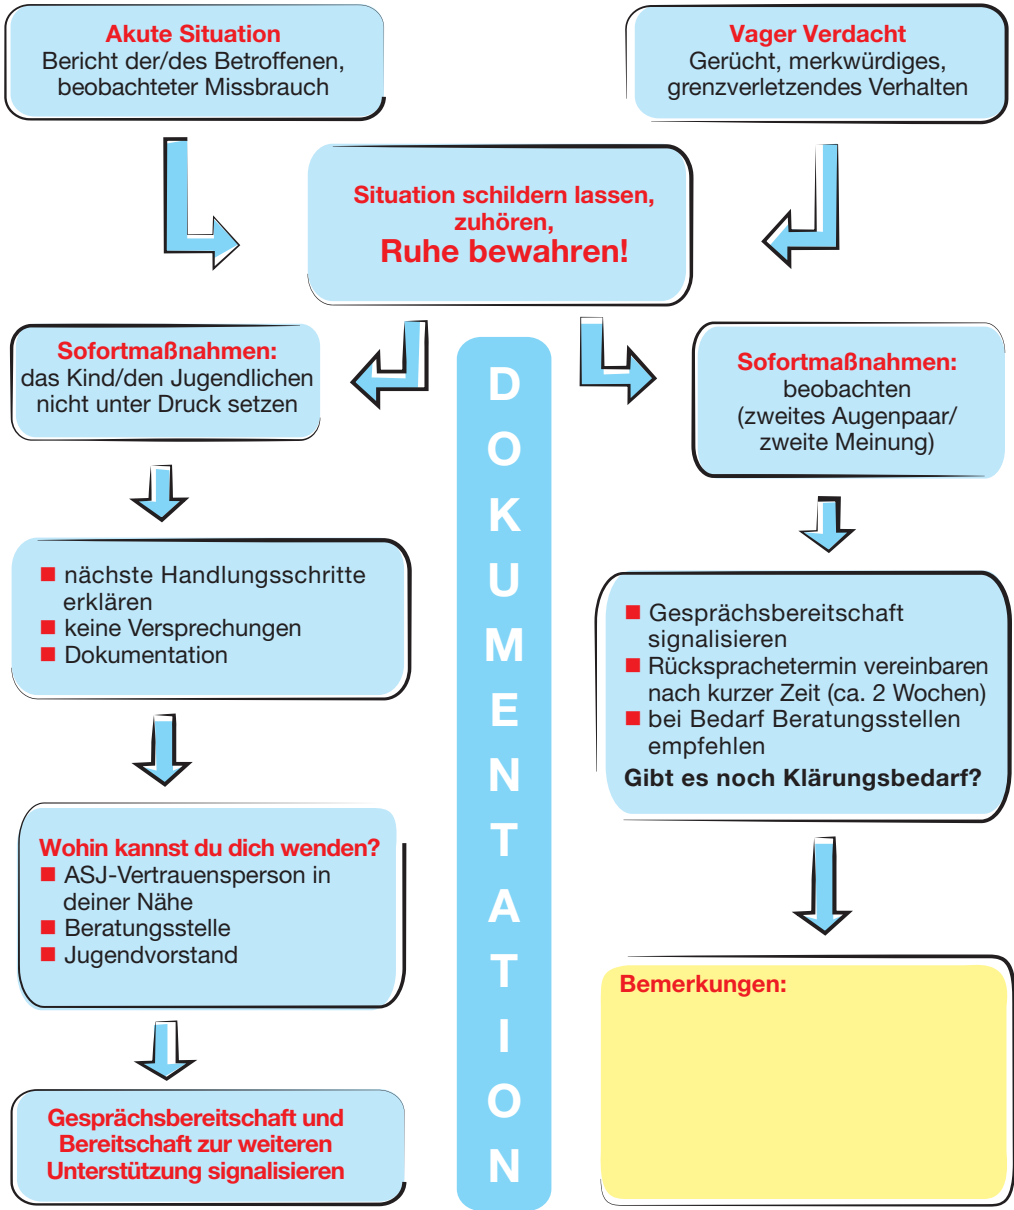 Akute Situation
Bericht der/des Betroffenen,
beobachteter Missbrauch
Vager Verdacht
Gerücht, merkwürdiges,
grenzverletzendes Verhalten
Situation schildern lassen,
zuhören,
Ruhe bewahren!
Sofortmaßnahmen:
das Kind/den Jugendlichen
nicht unter Druck setzen
Sofortmaßnahmen:
beobachten
(zweites Augenpaar/
zweite Meinung)
DOKUMENTATION
■ nächste Handlungsschritte
erklären
■ keine Versprechungen
■ Dokumentation
■ Gesprächsbereitschaft
signalisieren
■ Rücksprachetermin vereinbaren
nach kurzer Zeit (ca. 2 Wochen)
■ bei Bedarf Beratungsstellen
empfehlen
Gibt es noch Klärungsbedarf?
Wohin kannst du dich wenden?
■ ASJ-Vertrauensperson in
deiner Nähe
■ Beratungsstelle
■ Jugendvorstand
Bemerkungen:
Gesprächsbereitschaft und
Bereitschaft zur weiteren
Unterstützung signalisieren